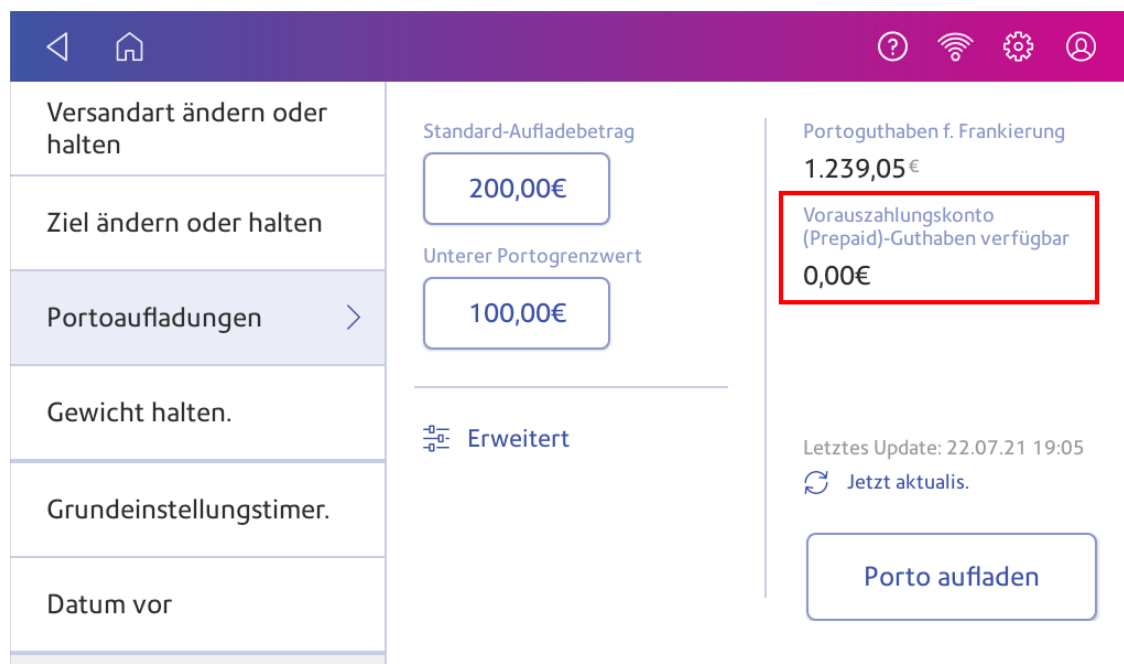 Versandart ändern oder
halten
Ziel ändern oder halten
Portoaufladungen
Gewicht halten.
Grundeinstellungstimer.
Datum vor
Standard-Aufladebetrag
200,00€
Unterer Portogrenzwert
100,00€
Erweitert
Portoguthaben f. Frankierung
1.239,05€
Vorauszahlungskonto
(Prepaid)-Guthaben verfügbar
0,00€
Letztes Update: 22.07.21 19:05
Jetzt aktualis.
Porto aufladen